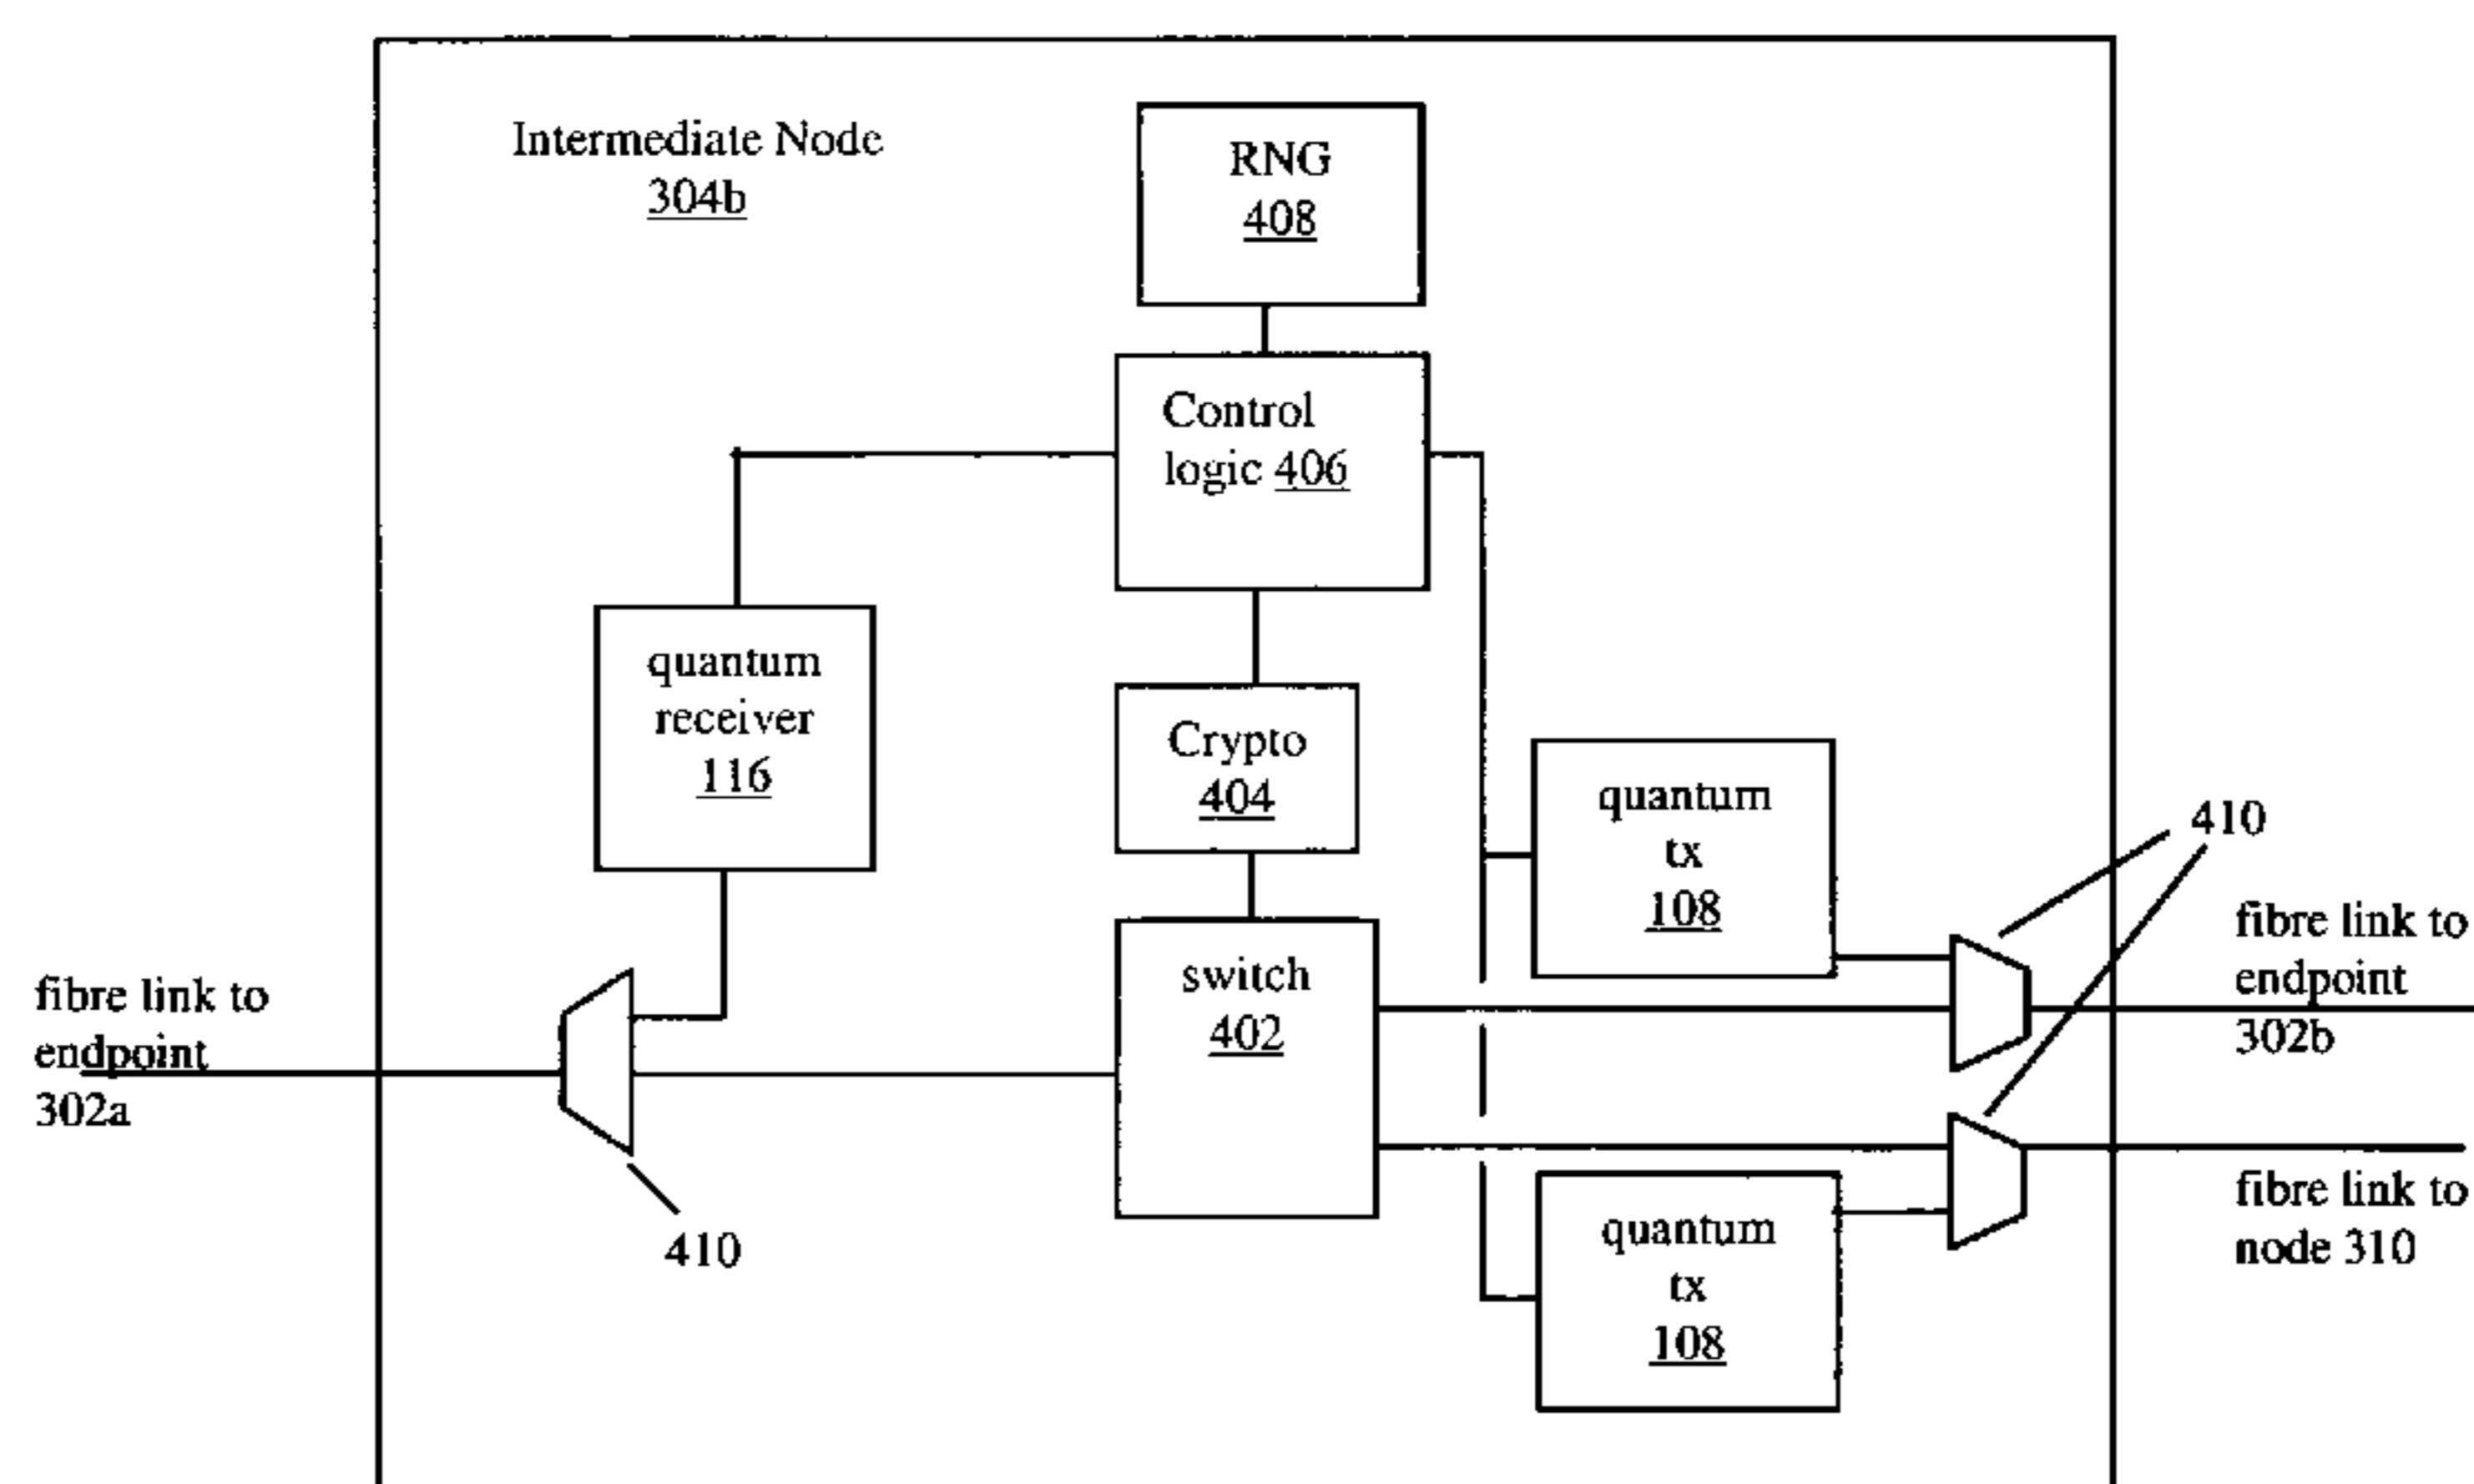 Intermediate Node
304b
RNG
408
Control
logic 406
quantum
receiver
116
Crypto
404
quantum
tx
108
410
switch
402
fibre link to
endpoint
302a
fibre link to
endpoint
302b
410
quantum
tx
108
fibre link to
node 310